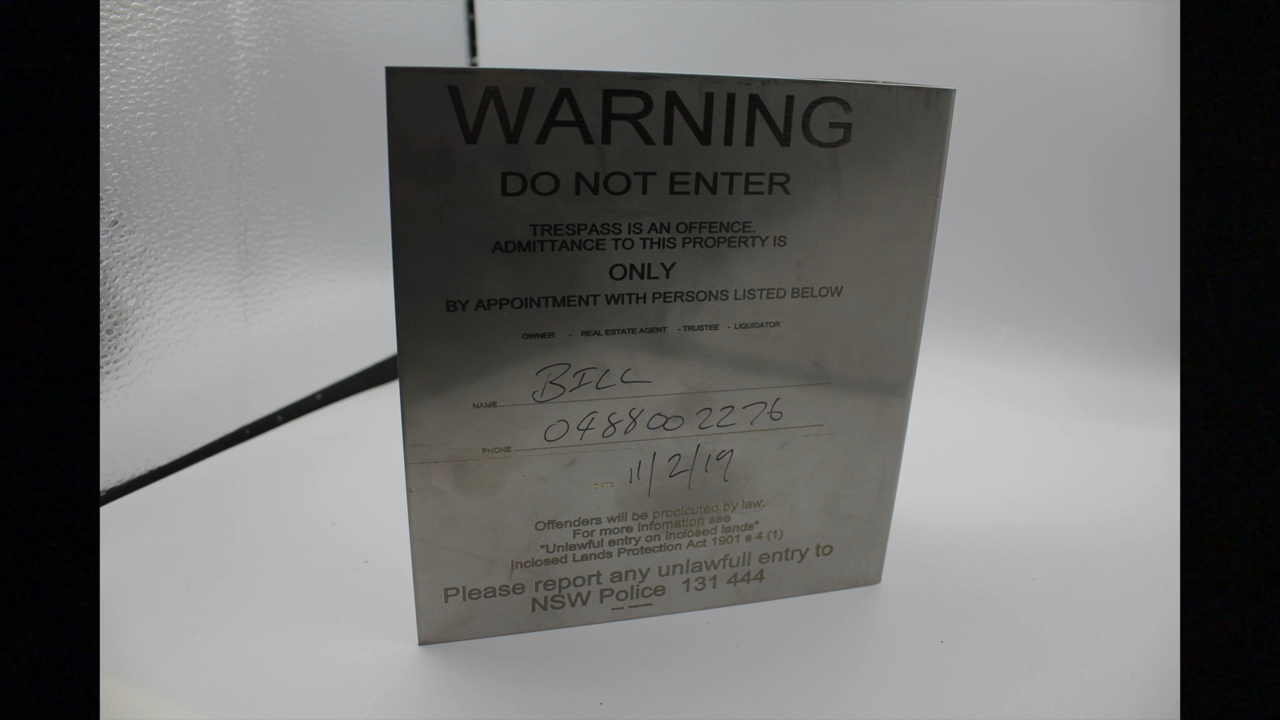 WARNING
DO NOT ENTER
TRESPASS IS AN OFFENCE.
ADMITTANCE TO THIS PROPERTY IS
ONLY
BY APPOINTMENT WITH PERSONS LISTED BELOW
OWNER - REAL ESTATE AGENT - TRUSTEE - LIQUIDATOR
NAME BILL
PHONE 0488002276
DATE 11/2/19
Offenders will be procicuted by law.
For more infomation see
"Unlawful entry on inclosed lands"
Inclosed Lands Protection Act 1901 s 4 (1)
Please report any unlawfull entry to
NSW Police 131 444